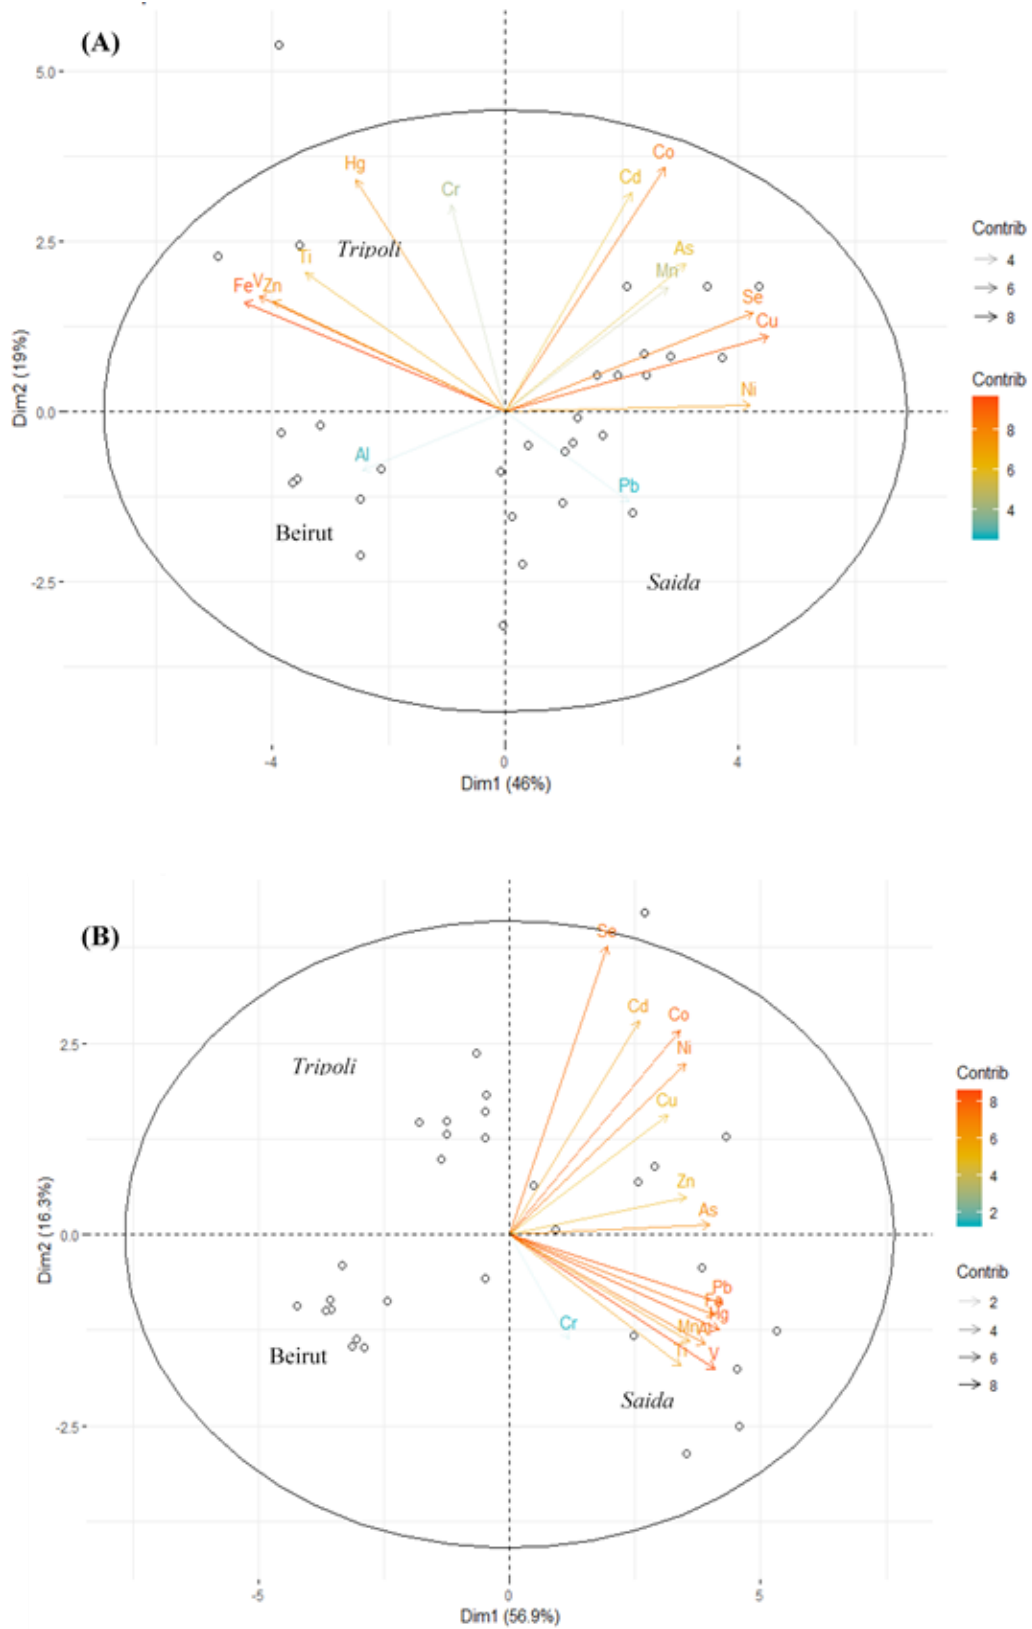 (A)
5.0
Hg
Co
Cd
Cr
2.5
Tripoli
As
Ti
Mn
Fe
V
Zn
Se
Cu
Ni
0.0
Dim2 (19%)
Al
Pb
Beirut
Saida
-2.5
-4
0
4
Dim1 (46%)
Contrib
4
6
8
Contrib
8
6
4
(B)
Se
Cd
Co
Ni
2.5
Tripoli
Cu
Zn
As
0.0
Dim2 (16.3%)
Pb
Hg
Cr
Mn
Al
Ti
V
Beirut
Saida
-2.5
-5
0
5
Dim1 (56.9%)
Contrib
8
6
4
2
Contrib
2
4
6
8